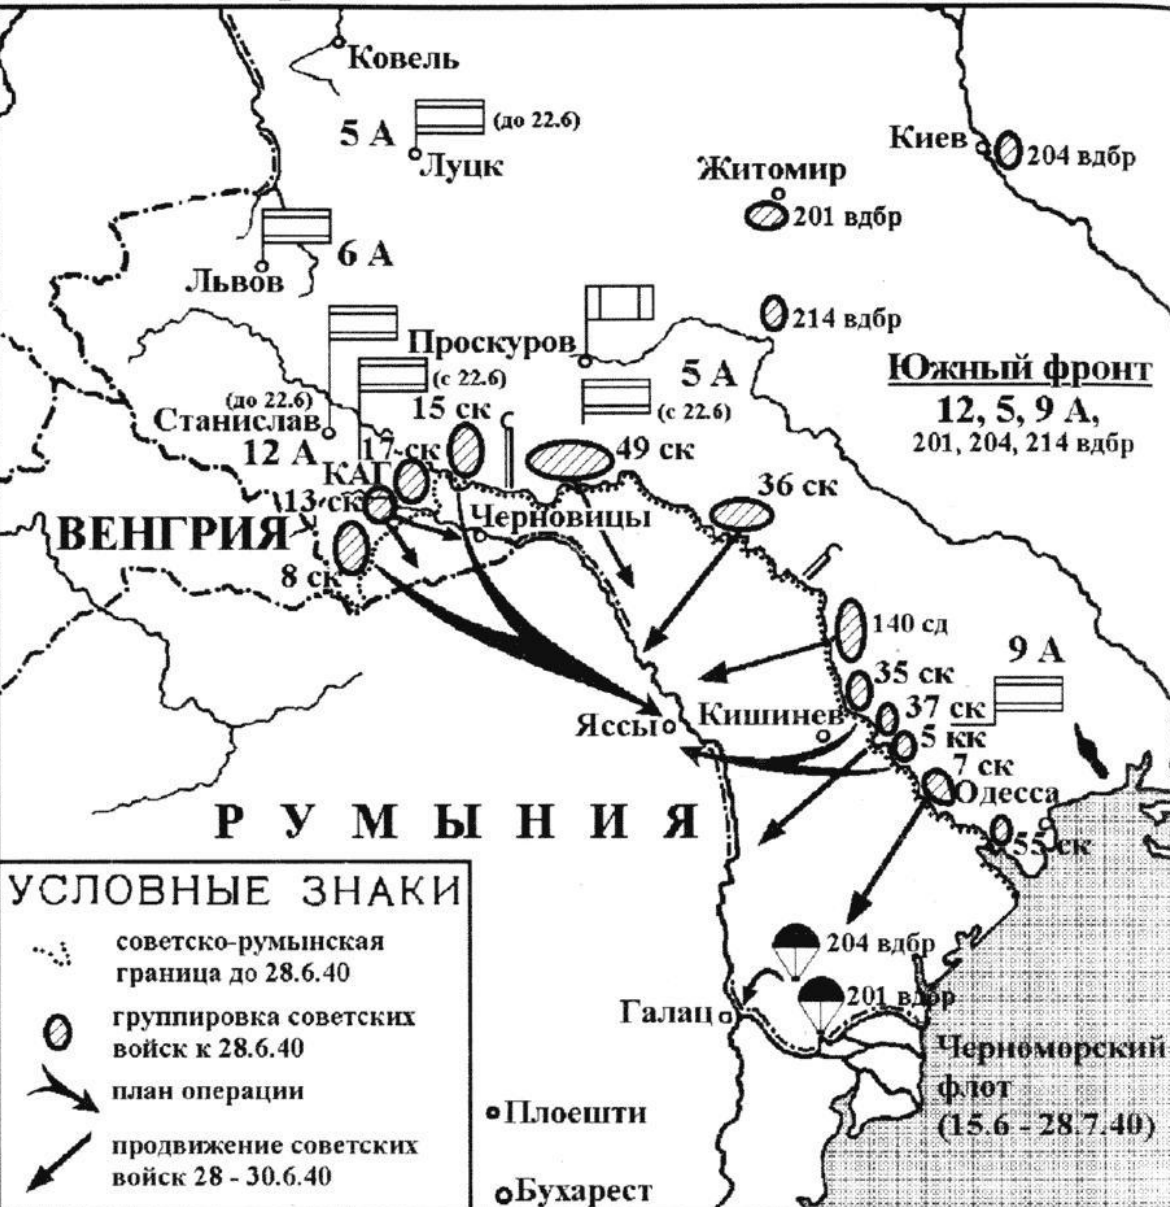 Ковель
5 А
(до 22.6)
Луцк
Киев
204 вдбр
Житомир
201 вдбр
6 А
Львов
214 вдбр
Проскуров
(с 22.6)
5 А
(с 22.6)
Южный фронт
12, 5, 9 А,
201, 204, 214 вдбр
(до 22.6)
Станислав
12 А
15 ск
17 ск
КАГ
13 ск
49 ск
36 ск
ВЕНГРИЯ
Черновицы
8 ск
140 сд
9 А
35 ск
37 ск
5 кк
7 ск
Яссы
Кишинев
Одесса
55 ск
РУМЫНИЯ
УСЛОВНЫЕ ЗНАКИ
советско-румынская
граница до 28.6.40
группировка советских
войск к 28.6.40
план операции
продвижение советских
войск 28 - 30.6.40
204 вдбр
201 вдбр
Галац
Черноморский
флот
(15.6 - 28.7.40)
Плоешти
Бухарест